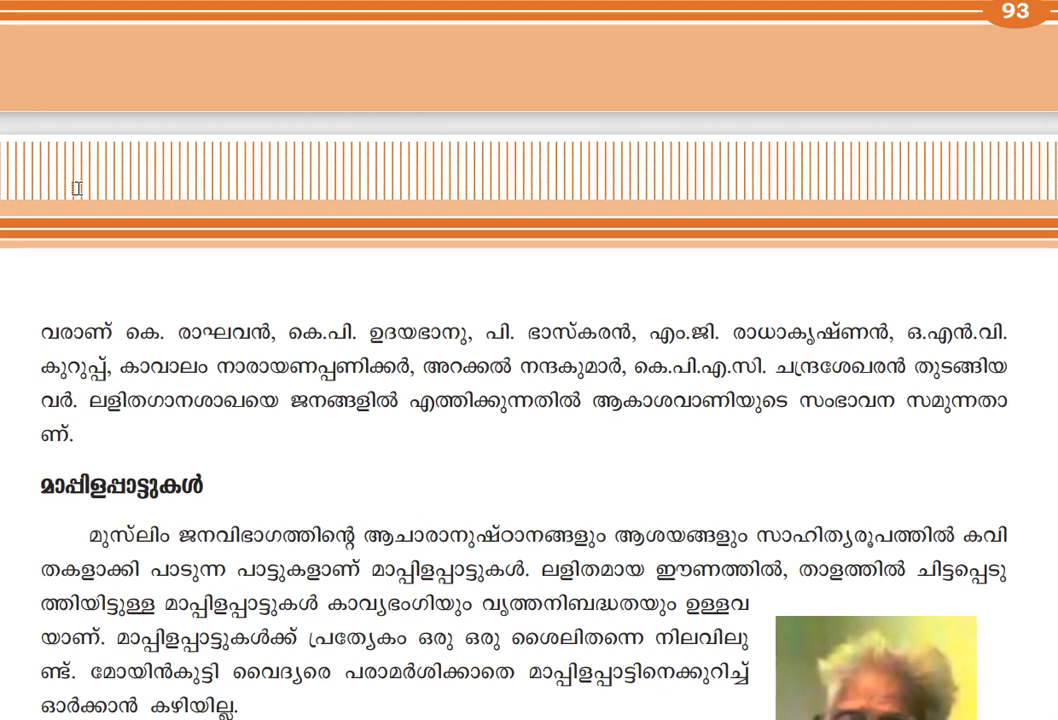 93
വരാണ് കെ. രാഘവൻ, കെ.പി. ഉദയഭാനു, പി. ഭാസ്കരൻ, എം.ജി. രാധാകൃഷ്ണൻ, ഒ.എൻ.വി.
കുറുപ്പ്, കാവാലം നാരായണപ്പണിക്കർ, അറക്കൽ നന്ദകുമാർ, കെ.പി.എ.സി. ചന്ദ്രശേഖരൻ തുടങ്ങിയ
വർ. ലളിതഗാനശാഖയെ ജനങ്ങളിൽ എത്തിക്കുന്നതിൽ ആകാശവാണിയുടെ സംഭാവന സമുന്നതാ
ണ്.
മാപ്പിളപ്പാട്ടുകൾ
മുസ്ലിം ജനവിഭാഗത്തിന്റെ ആചാരാനുഷ്ഠാനങ്ങളും ആശയങ്ങളും സാഹിത്യരൂപത്തിൽ കവി
തകളാക്കി പാടുന്ന പാട്ടുകളാണ് മാപ്പിളപ്പാട്ടുകൾ. ലളിതമായ ഈണത്തിൽ, താളത്തിൽ ചിട്ടപ്പെടു
ത്തിയിട്ടുള്ള മാപ്പിളപ്പാട്ടുകൾ കാവ്യഭംഗിയും വൃത്തനിബദ്ധതയും ഉള്ളവ
യാണ്. മാപ്പിളപ്പാട്ടുകൾക്ക് പ്രത്യേകം ഒരു ഒരു ശൈലിതന്നെ നിലവിലു
ണ്ട്. മോയിൻകുട്ടി വൈദ്യരെ പരാമർശിക്കാതെ മാപ്പിളപ്പാട്ടിനെക്കുറിച്ച്
ഓർക്കാൻ കഴിയില്ല.